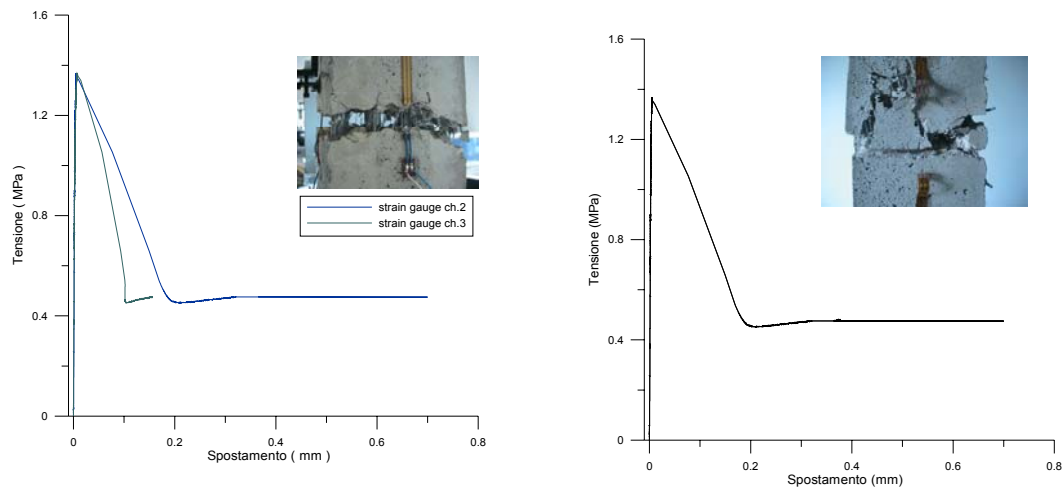 1.6
1.2
0.8
0.4
0
Tensione ( MPa )
strain gauge ch.2
strain gauge ch.3
0 0.2 0.4 0.6 0.8
Spostamento ( mm )
1.6
1.2
0.8
0.4
0
Tensione (MPa)
0 0.2 0.4 0.6 0.8
Spostamento (mm)